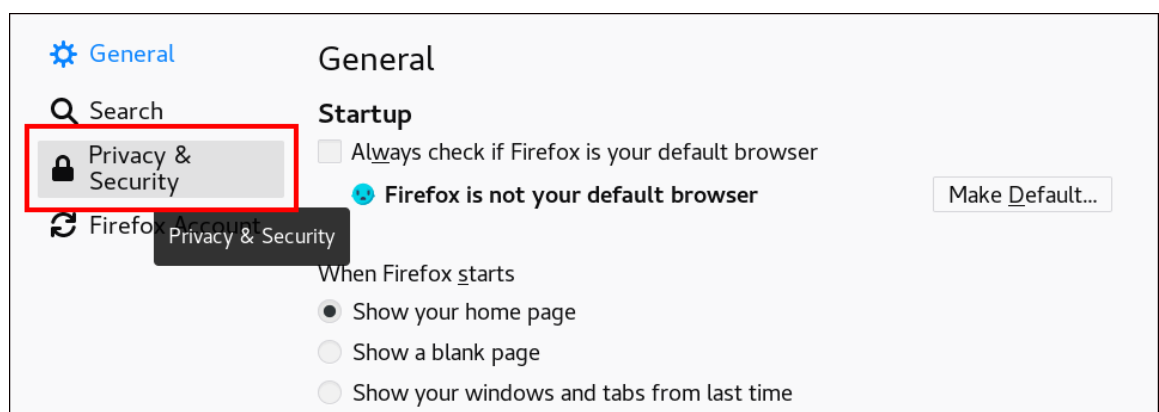 General
Search
Privacy &
Security
Firefox Account
Privacy & Security
General
Startup
Always check if Firefox is your default browser
Firefox is not your default browser
Make Default...
When Firefox starts
Show your home page
Show a blank page
Show your windows and tabs from last time